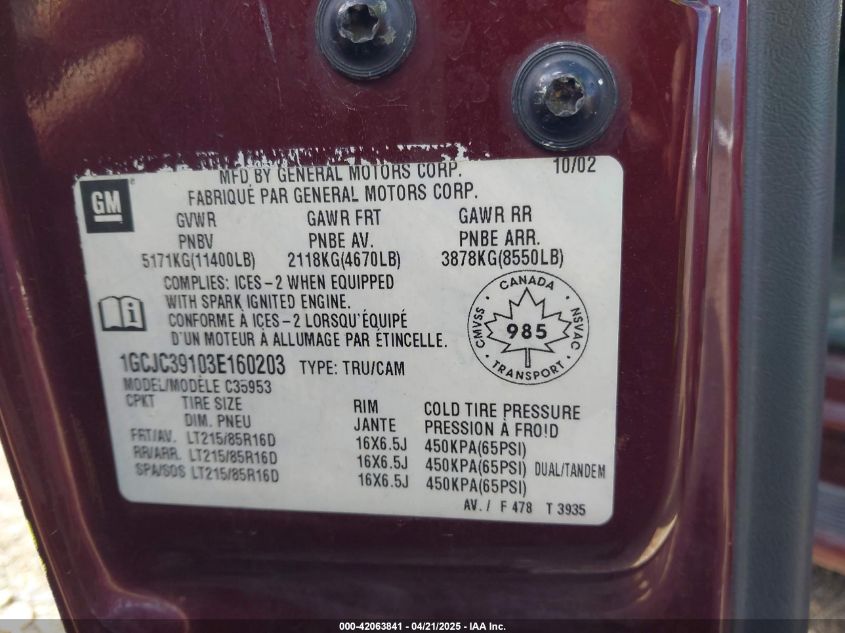 MFD BY GENERAL MOTORS CORP. 10/02
FABRIQUÉ PAR GENERAL MOTORS CORP.
GM
GVWR GAWR FRT GAWR RR
PNBV PNBE AV. PNBE ARR.
5171KG(11400LB) 2118KG(4670LB) 3878KG(8550LB)
COMPLIES: ICES-2 WHEN EQUIPPED
WITH SPARK IGNITED ENGINE.
CONFORME À ICES-2 LORSQU'ÉQUIPÉ
D'UN MOTEUR À ALLUMAGE PAR ÉTINCELLE.
CANADA
CMVSS 985 NSVAC
TRANSPORT
1GCJC39103E160203 TYPE: TRU/CAM
MODEL/MODÈLE C35953
CPKT TIRE SIZE RIM COLD TIRE PRESSURE
DIM. PNEU JANTE PRESSION À FROID
FRT/AV. LT215/85R16D 16X6.5J 450KPA(65PSI)
RR/ARR. LT215/85R16D 16X6.5J 450KPA(65PSI) DUAL/TANDEM
SPA/SOS LT215/85R16D 16X6.5J 450KPA(65PSI)
AV. / F 478 T 3935
000-42063841 - 04/21/2025 - IAA Inc.